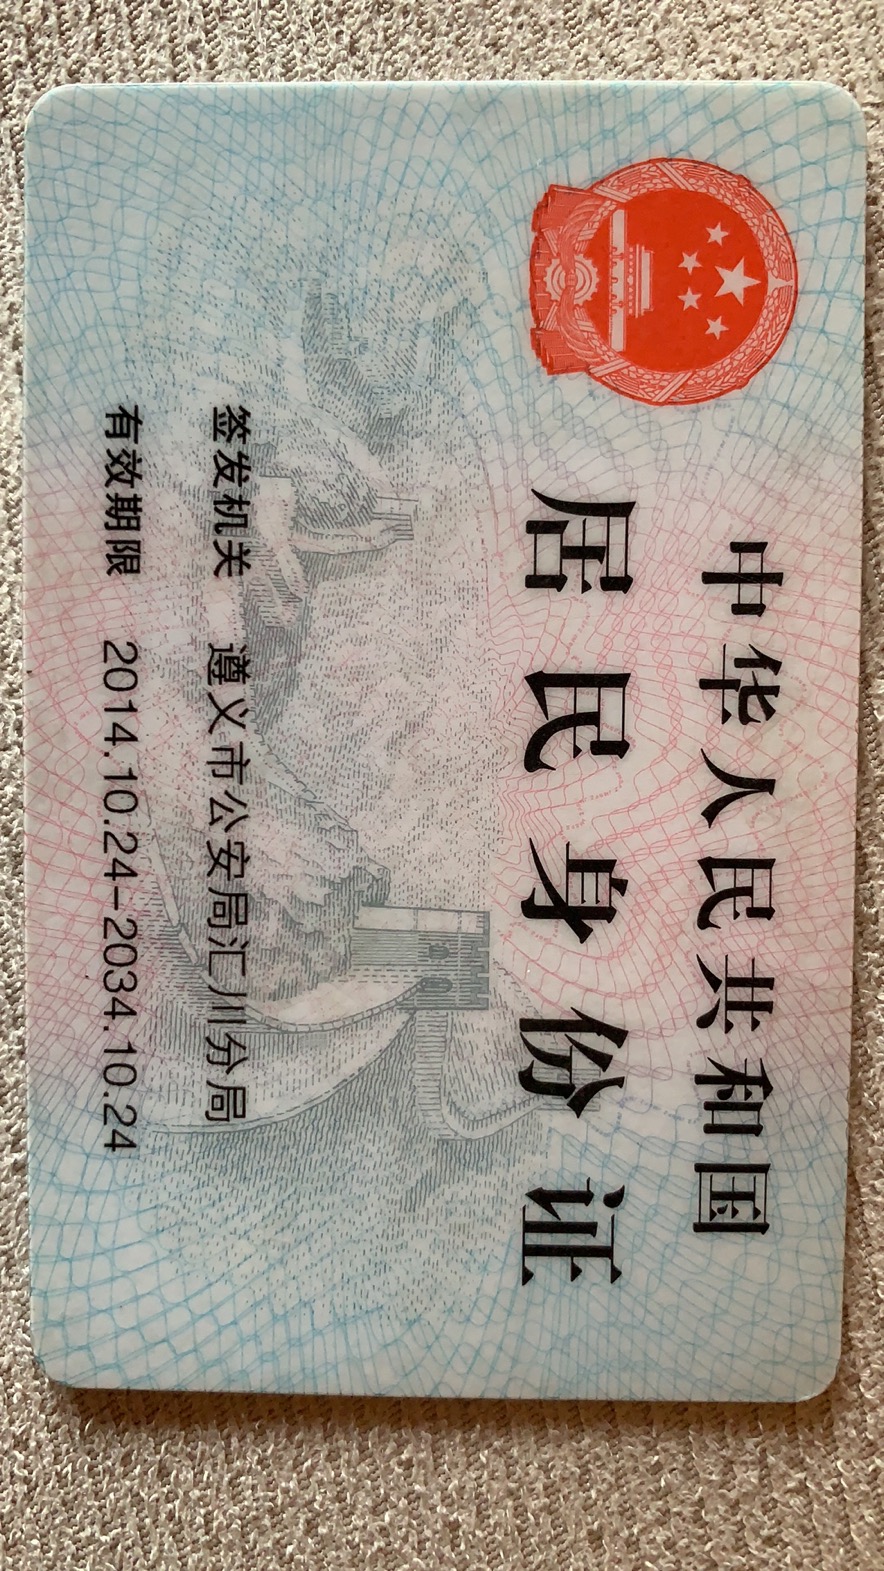 中华人民共和国
居民身份证
签发机关 遵义市公安局汇川分局
有效期限 2014.10.24-2034.10.24